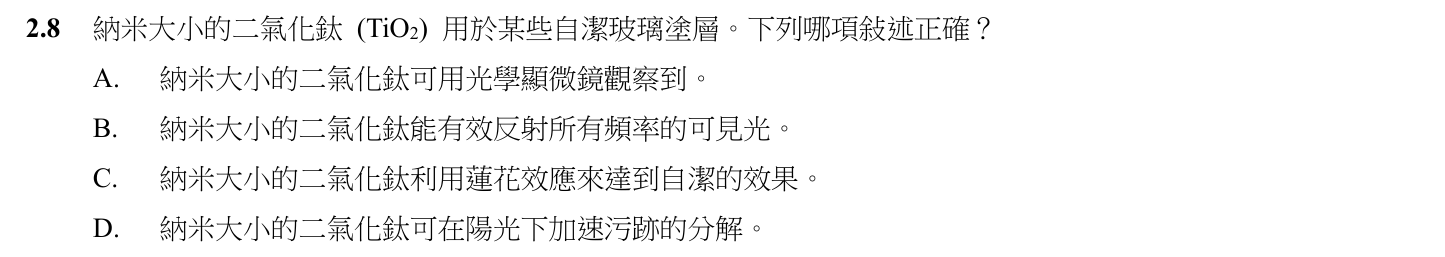 2.8 納米大小的二氧化鈦 (TiO₂) 用於某些自潔玻璃塗層。下列哪項敍述正確？
A. 納米大小的二氧化鈦可用光學顯微鏡觀察到。
B. 納米大小的二氧化鈦能有效反射所有頻率的可見光。
C. 納米大小的二氧化鈦利用蓮花效應來達到自潔的效果。
D. 納米大小的二氧化鈦可在陽光下加速污跡的分解。